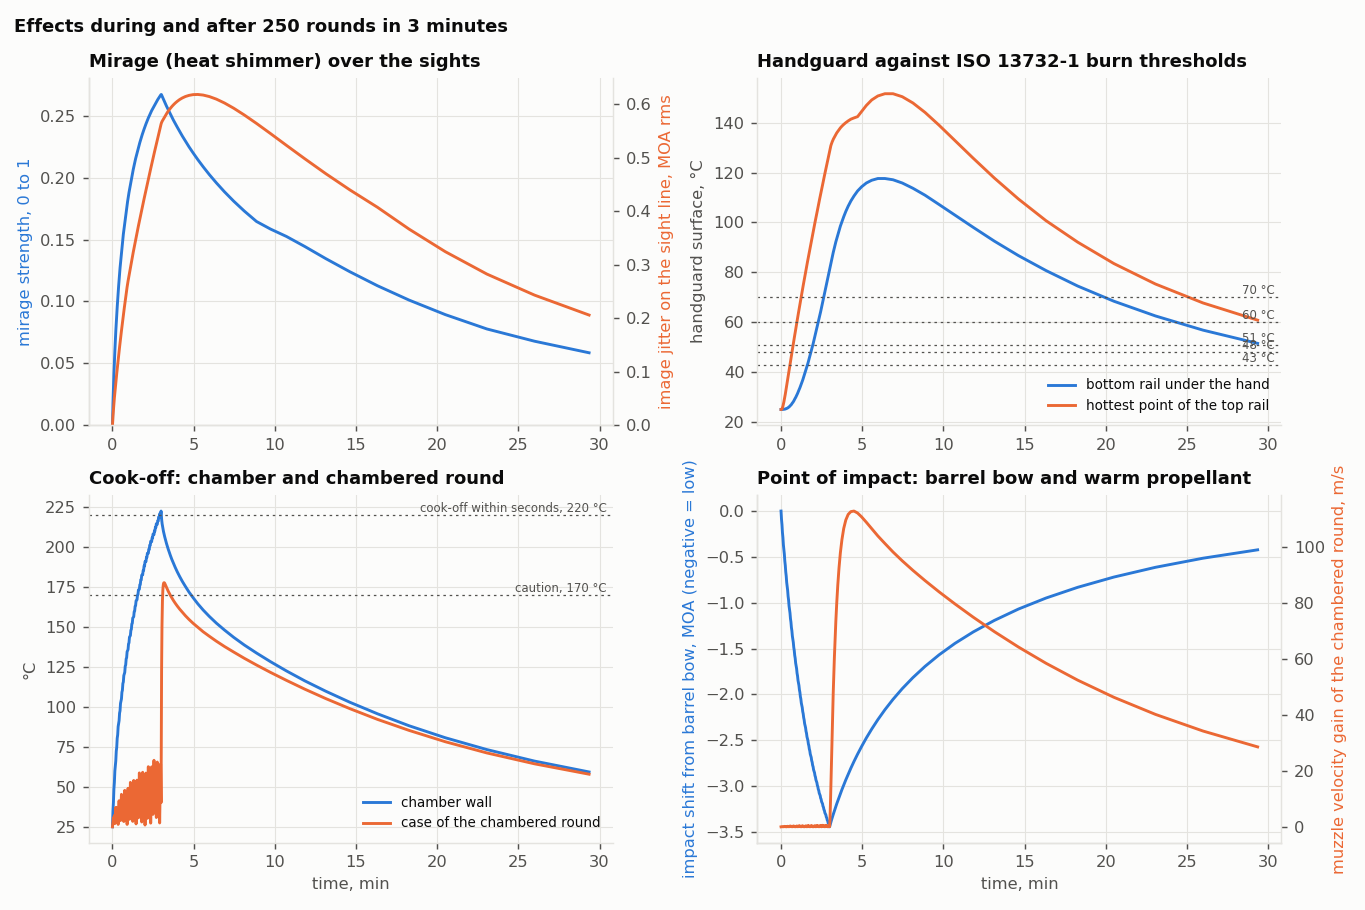 Effects during and after 250 rounds in 3 minutes
Mirage (heat shimmer) over the sights
mirage strength, 0 to 1
0.25
0.20
0.15
0.10
0.05
0.00
0.6
0.5
0.4
0.3
0.2
0.1
0.0
image jitter on the sight line, MOA rms
0
5
10
15
20
25
30
Handguard against ISO 13732-1 burn thresholds
handguard surface, °C
140
120
100
80
60
40
20
70 °C
60 °C
51 °C
48 °C
43 °C
bottom rail under the hand
hottest point of the top rail
0
5
10
15
20
25
30
Cook-off: chamber and chambered round
°C
225
200
175
150
125
100
75
50
25
cook-off within seconds, 220 °C
caution, 170 °C
chamber wall
case of the chambered round
0
5
10
15
20
25
30
time, min
Point of impact: barrel bow and warm propellant
impact shift from barrel bow, MOA (negative = low)
0.0
−0.5
−1.0
−1.5
−2.0
−2.5
−3.0
−3.5
100
80
60
40
20
0
muzzle velocity gain of the chambered round, m/s
0
5
10
15
20
25
30
time, min